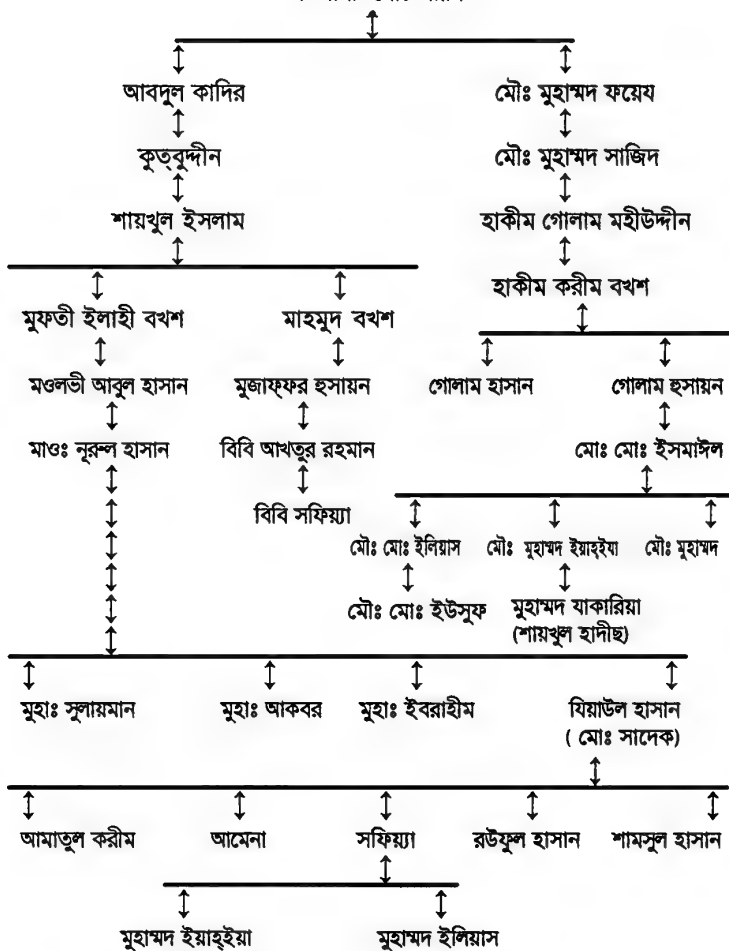 আবদুল কাদির মৌঃ মুহাম্মদ ফয়েয
কুত্বুদ্দীন মৌঃ মুহাম্মদ সাজিদ
শায়খুল ইসলাম হাকীম গোলাম মহীউদ্দীন
হাকীম করীম বখশ
মুফতী ইলাহী বখশ মাহমুদ বখশ
মওলভী আবুল হাসান মুজাফ্ফর হুসায়ন গোলাম হাসান গোলাম হুসায়ন
মাওঃ নূরুল হাসান বিবি আখতুর রহমান মোঃ মোঃ ইসমাঈল
বিবি সফিয়্যা
মৌঃ মোঃ ইলিয়াস মৌঃ মুহাম্মদ ইয়াহ্ইয়া মৌঃ মুহাম্মদ
মৌঃ মোঃ ইউসুফ মুহাম্মদ যাকারিয়া
(শায়খুল হাদীছ)
মুহাঃ সুলায়মান মুহাঃ আকবর মুহাঃ ইবরাহীম যিয়াউল হাসান
( মোঃ সাদেক)
আমাতুল করীম আমেনা সফিয়্যা রউফুল হাসান শামসুল হাসান
মুহাম্মদ ইয়াহ্ইয়া মুহাম্মদ ইলিয়াস